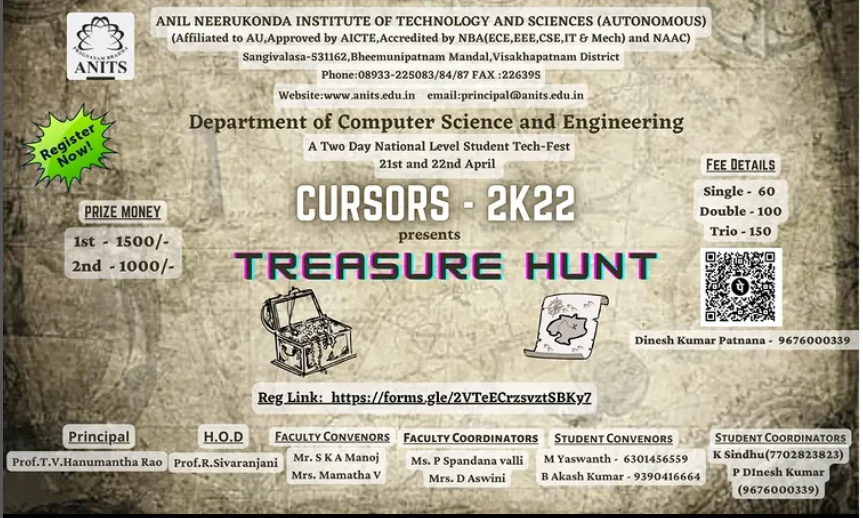 ANIL NEERUKONDA INSTITUTE OF TECHNOLOGY AND SCIENCES (AUTONOMOUS)
(Affiliated to AU,Approved by AICTE,Accredited by NBA(ECE,EEE,CSE,IT & Mech) and NAAC)
Sangivalasa-531162,Bheemunipatnam Mandal,Visakhapatnam District
Phone:08933-225083/84/87 FAX :226395
Website:www.anits.edu.in email:principal@anits.edu.in
PRAGNANAM BRAHMA
ANITS
Department of Computer Science and Engineering
Register
Now!
A Two Day National Level Student Tech-Fest
21st and 22nd April
CURSORS - 2K22
presents
TREASURE HUNT
PRIZE MONEY
1st - 1500/-
2nd - 1000/-
FEE DETAILS
Single - 60
Double - 100
Trio - 150
पे
Dinesh Kumar Patnana - 9676000339
Reg Link: https://forms.gle/2VTeECrzsvztSBKy7
Principal
Prof.T.V.Hanumantha Rao
H.O.D
Prof.R.Sivaranjani
FACULTY CONVENORS
Mr. S K A Manoj
Mrs. Mamatha V
FACULTY COORDINATORS
Ms. P Spandana valli
Mrs. D Aswini
STUDENT CONVENORS
M Yaswanth - 6301456559
B Akash Kumar - 9390416664
STUDENT COORDINATORS
K Sindhu(7702823823)
P DInesh Kumar
(9676000339)